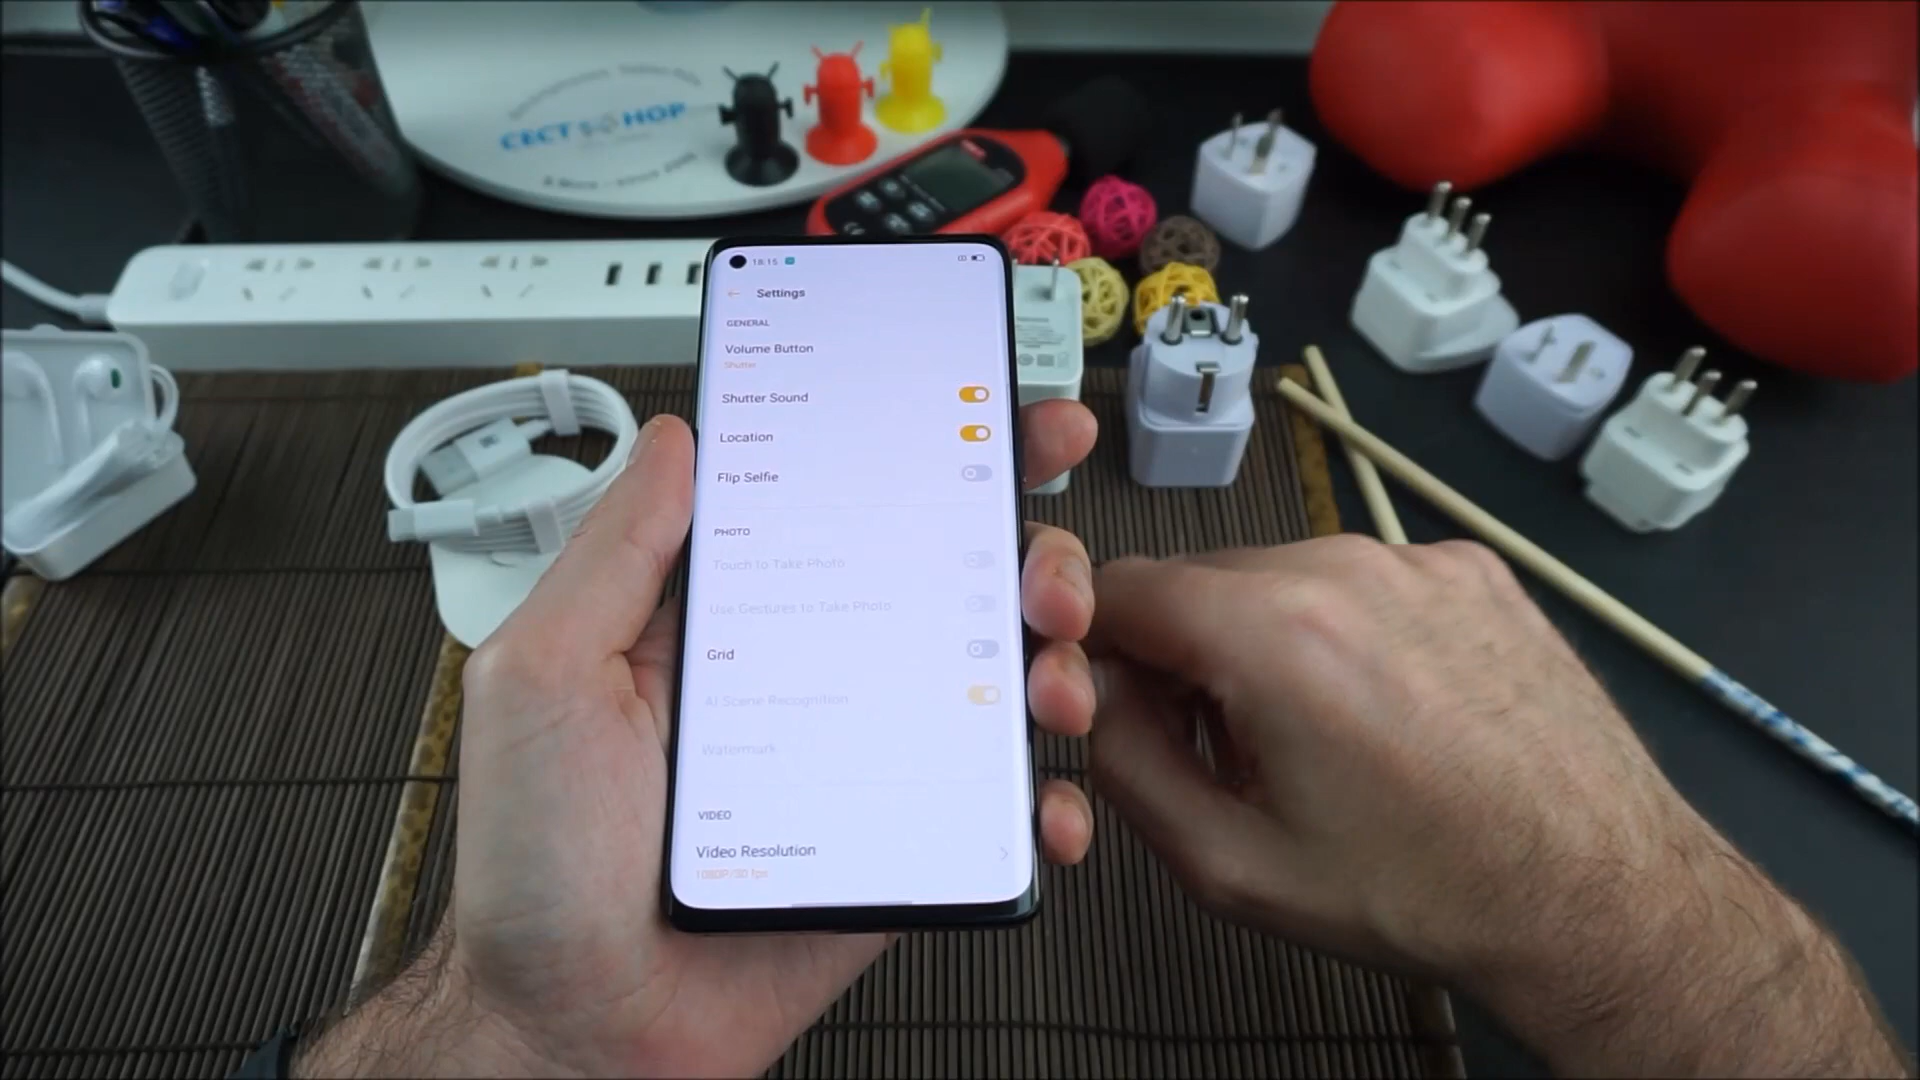 CECT SHOP
18:15
Settings
GENERAL
Volume Button
Shutter
Shutter Sound
Location
Flip Selfie
PHOTO
Touch to Take Photo
Use Gestures to Take Photo
Grid
AI Scene Recognition
Watermark
VIDEO
Video Resolution
1080P/30 fps